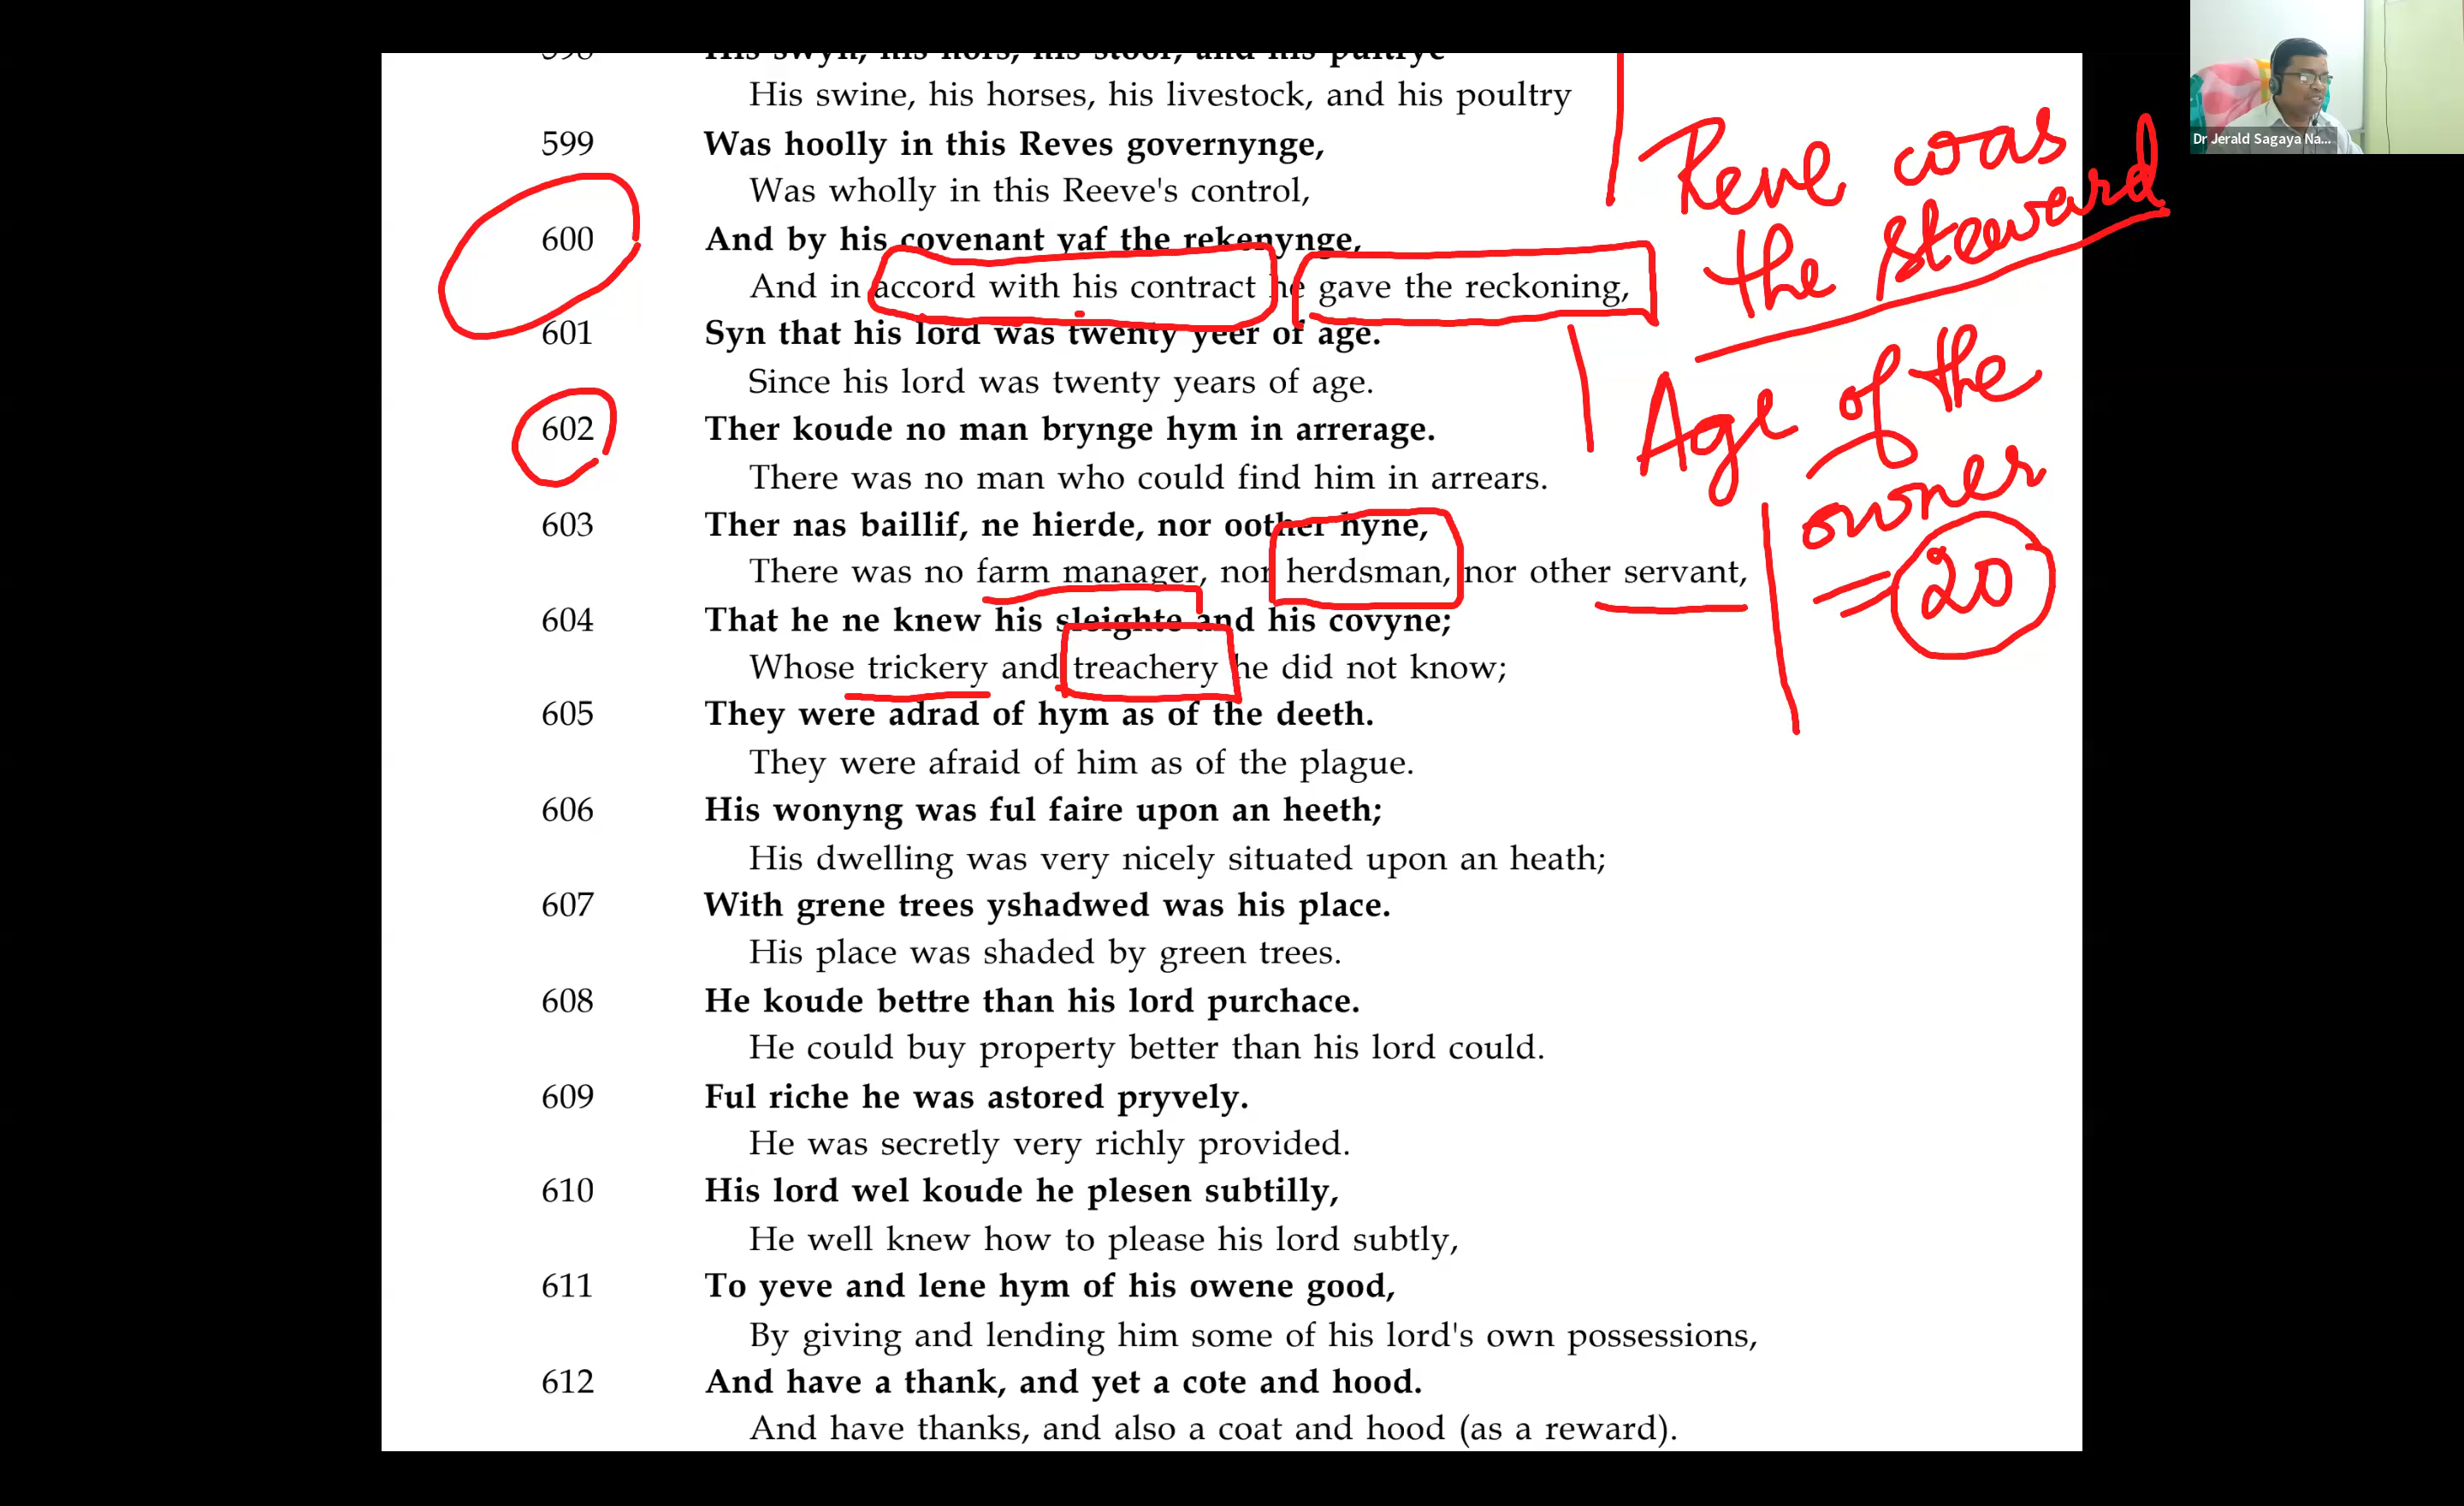 598 His swyn, his hors, his stoor, and his pultrye
His swine, his horses, his livestock, and his poultry
599 Was hoolly in this Reves governynge,
Was wholly in this Reeve's control,
600 And by his covenant yaf the rekenynge,
And in accord with his contract he gave the reckoning,
601 Syn that his lord was twenty yeer of age.
Since his lord was twenty years of age.
602 Ther koude no man brynge hym in arrerage.
There was no man who could find him in arrears.
603 Ther nas baillif, ne hierde, nor oother hyne,
There was no farm manager, nor herdsman, nor other servant,
604 That he ne knew his sleighte and his covyne;
Whose trickery and treachery he did not know;
605 They were adrad of hym as of the deeth.
They were afraid of him as of the plague.
606 His wonyng was ful faire upon an heeth;
His dwelling was very nicely situated upon an heath;
607 With grene trees yshadwed was his place.
His place was shaded by green trees.
608 He koude bettre than his lord purchace.
He could buy property better than his lord could.
609 Ful riche he was astored pryvely.
He was secretly very richly provided.
610 His lord wel koude he plesen subtilly,
He well knew how to please his lord subtly,
611 To yeve and lene hym of his owene good,
By giving and lending him some of his lord's own possessions,
612 And have a thank, and yet a cote and hood.
And have thanks, and also a coat and hood (as a reward).
Reve was
the steward
Age of the
owner
= 20
Dr Jerald Sagaya Na...